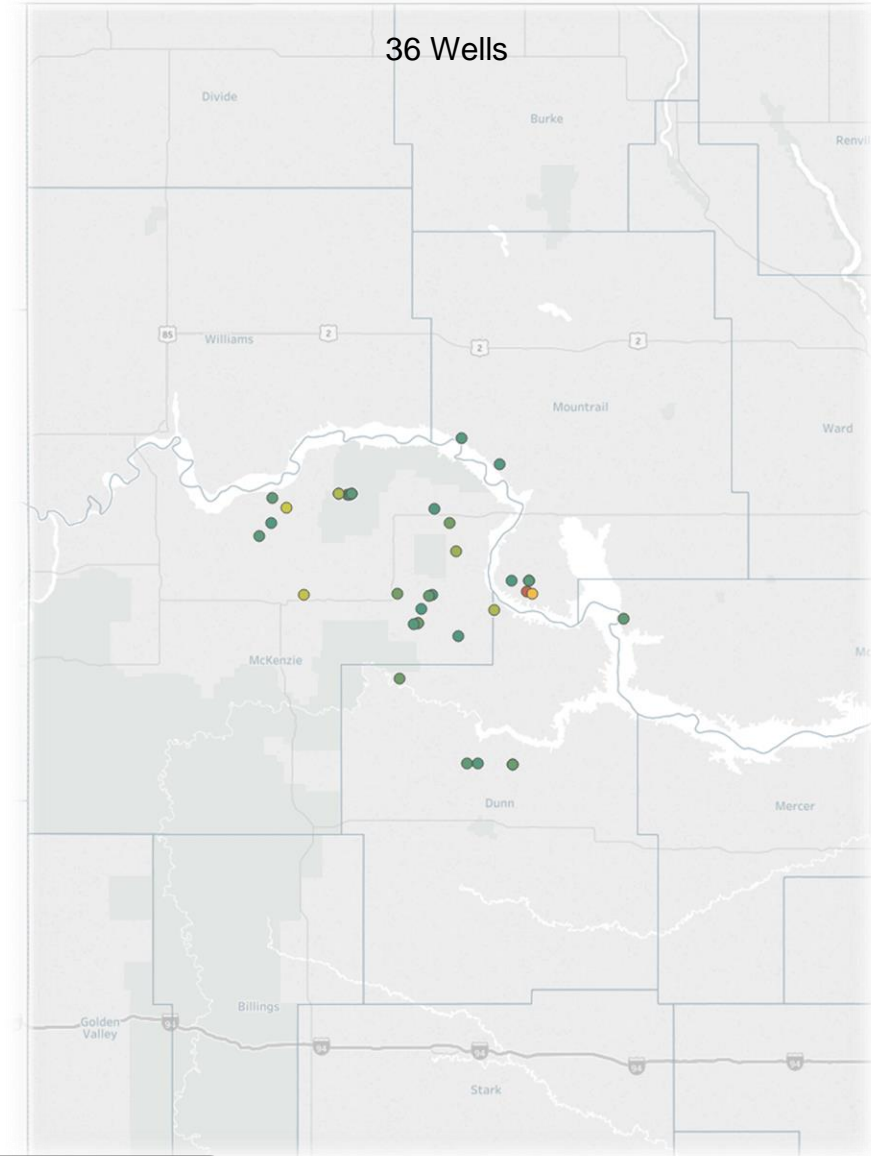 36 Wells
Divide
Burke
Renvil
85
Williams
2
2
2
Mountrail
Ward
McKenzie
Mc
Dunn
Mercer
Golden
Valley
94
Billings
94
94
94
94
Stark